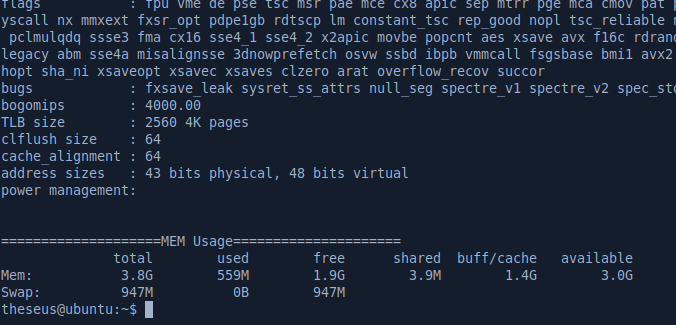 flags : fpu vme de pse tsc msr pae mce cx8 apic sep mtrr pge mca cmov pat
yscall nx mmxext fxsr_opt pdpe1gb rdtscp lm constant_tsc rep_good nopl tsc_reliable
pclmulqdq ssse3 fma cx16 sse4_1 sse4_2 x2apic movbe popcnt aes xsave avx f16c
legacy abm sse4a misalignsse 3dnowprefetch osvw ssbd ibpb vmmcall fsgsbase bmi1 avx2
hopt sha_ni xsaveopt xsavec xsaves clzero arat overflow_recov succor
bugs : fxsave_leak sysret_ss_attrs null_seg spectre_v1 spectre_v2
bogomips : 4000.00
TLB size : 2560 4K pages
clflush size : 64
cache_alignment : 64
address sizes : 43 bits physical, 48 bits virtual
power management:
====================MEM Usage=====================
total used free shared buff/cache available
Mem: 3.8G 559M 1.9G 3.9M 1.4G 3.0G
Swap: 947M 0B 947M
theseus@ubuntu:~$